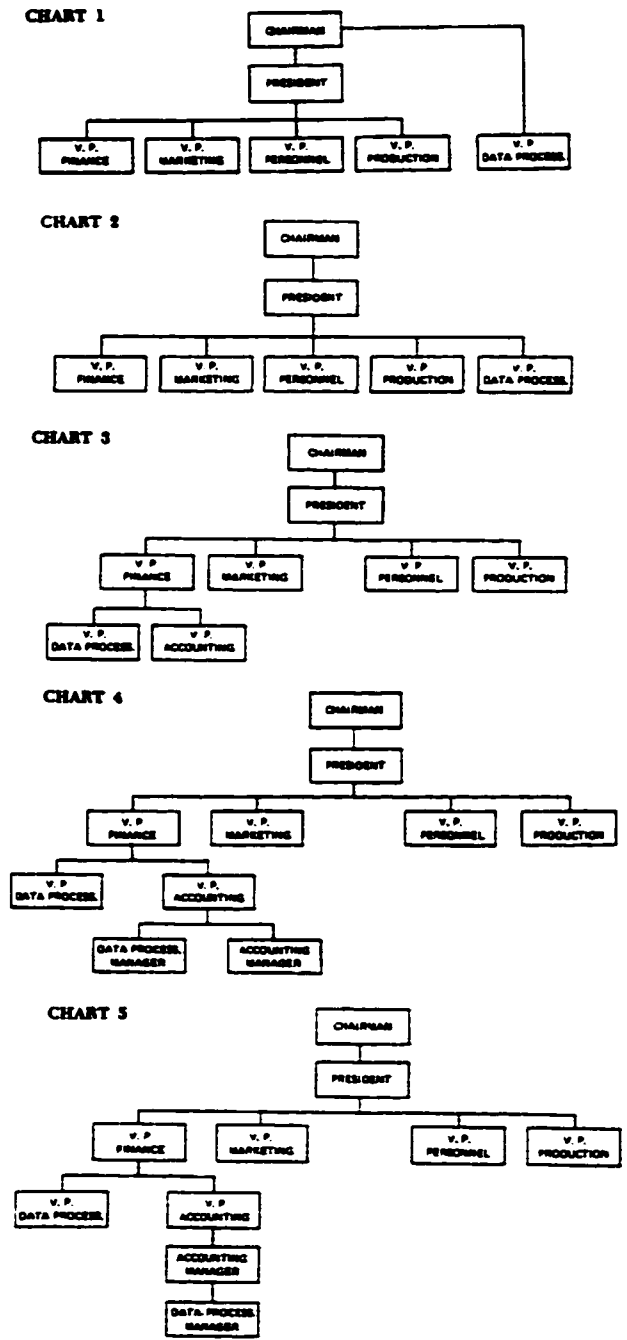 CHART 1
CHAIRMAN
PRESIDENT
V. P.
FINANCE
V. P.
MARKETING
V. P.
PERSONNEL
V. P.
PRODUCTION
V. P
DATA PROCESS.
CHART 2
CHAIRMAN
PRESIDENT
V. P.
FINANCE
V. P.
MARKETING
V. P.
PERSONNEL
V. P
PRODUCTION
V. P.
DATA PROCESS.
CHART 3
CHAIRMAN
PRESIDENT
V. P
FINANCE
V. P
MARKETING
V. P
PERSONNEL
V. P.
PRODUCTION
V. P.
DATA PROCESS.
V. P.
ACCOUNTING
CHART 4
CHAIRMAN
PRESIDENT
V. P
FINANCE
V. P.
MARKETING
V. P.
PERSONNEL
V. P.
PRODUCTION
V. P
DATA PROCESS.
V. P.
ACCOUNTING
DATA PROCESS.
MANAGER
ACCOUNTING
MANAGER
CHART 5
CHAIRMAN
PRESIDENT
V. P
FINANCE
V. P.
MARKETING
V. P.
PERSONNEL
V. P.
PRODUCTION
V. P.
DATA PROCESS.
V. P
ACCOUNTING
ACCOUNTING
MANAGER
DATA PROCESS.
MANAGER